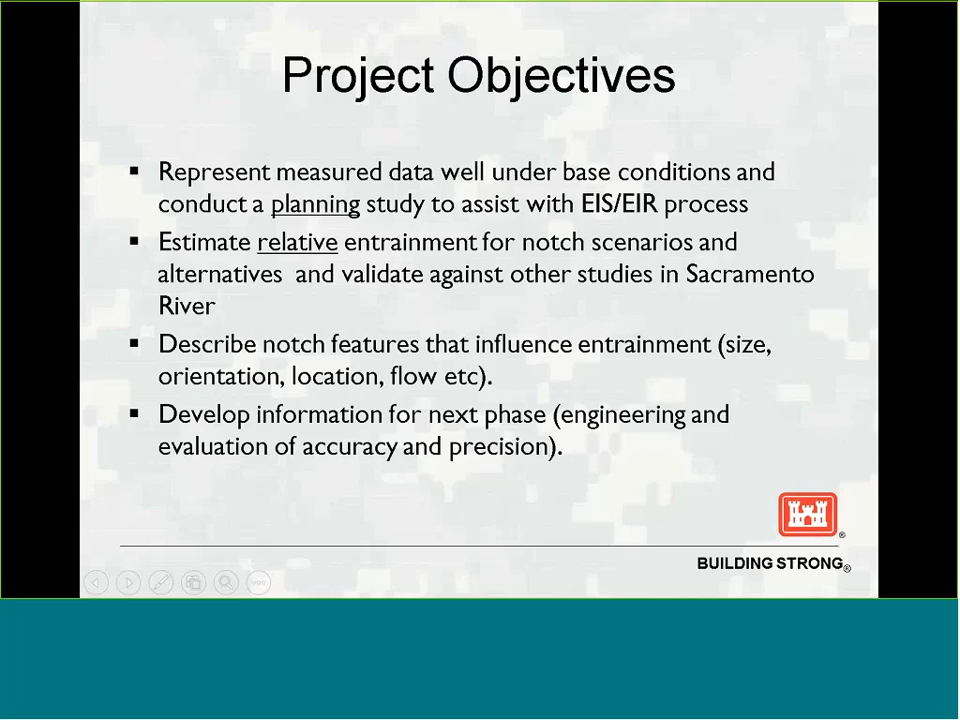 Project Objectives
▪ Represent measured data well under base conditions and
conduct a planning study to assist with EIS/EIR process
▪ Estimate relative entrainment for notch scenarios and
alternatives and validate against other studies in Sacramento
River
▪ Describe notch features that influence entrainment (size,
orientation, location, flow etc).
▪ Develop information for next phase (engineering and
evaluation of accuracy and precision).
®
BUILDING STRONG®